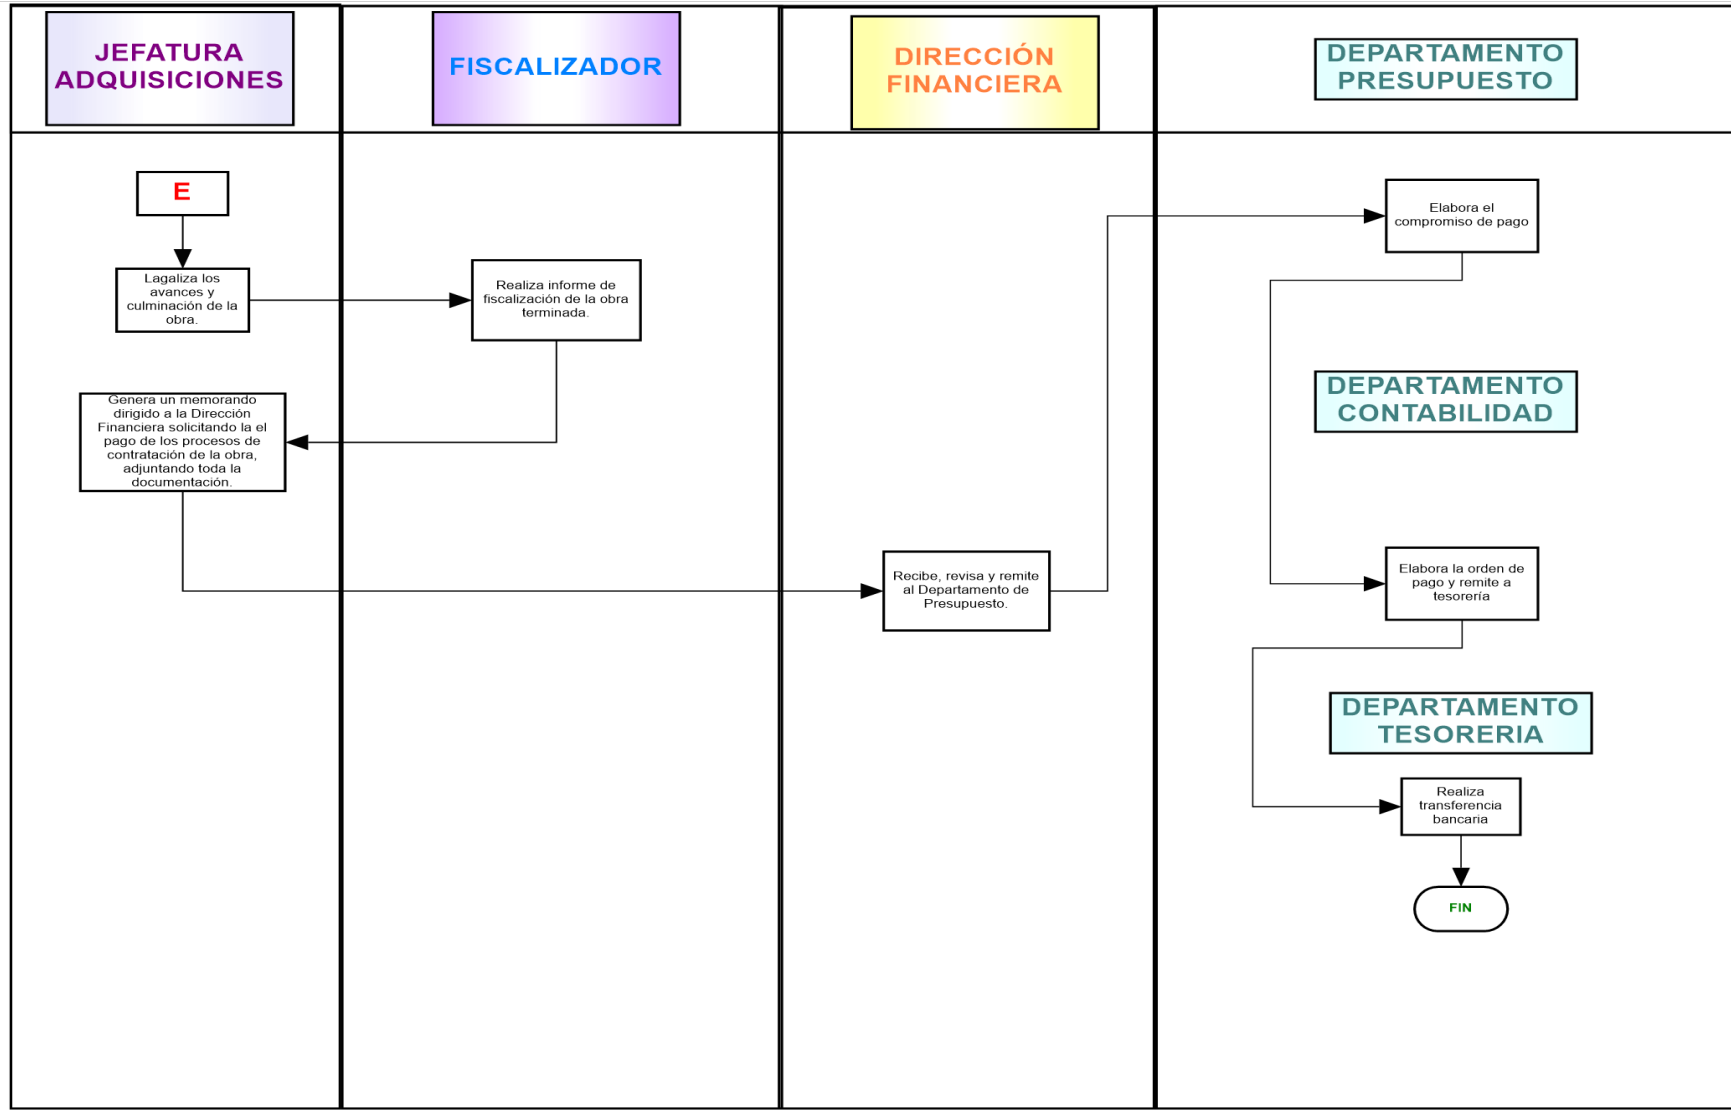 JEFATURA
ADQUISICIONES
FISCALIZADOR
DIRECCIÓN
FINANCIERA
DEPARTAMENTO
PRESUPUESTO
E
Lagaliza los
avances y
culminación de la
obra.
Realiza informe de
fiscalización de la obra
terminada.
Genera un memorando
dirigido a la Dirección
Financiera solicitando la el
pago de los procesos de
contratación de la obra,
adjuntando toda la
documentación.
Recibe, revisa y remite
al Departamento de
Presupuesto.
Elabora el
compromiso de pago
DEPARTAMENTO
CONTABILIDAD
Elabora la orden de
pago y remite a
tesorería
DEPARTAMENTO
TESORERIA
Realiza
transferencia
bancaria
FIN